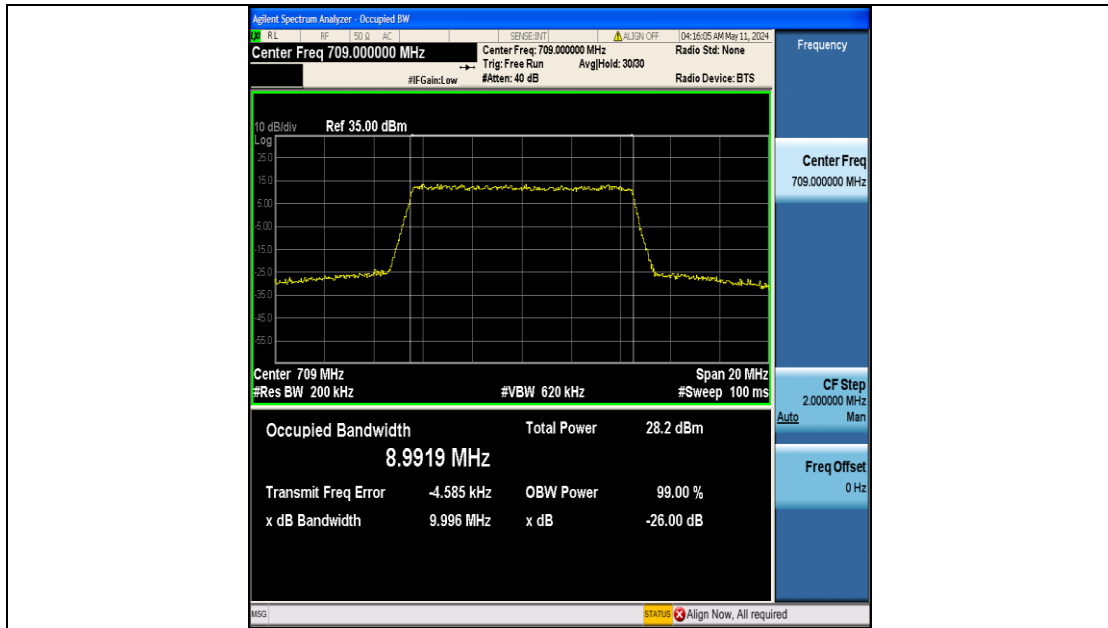 Agilent Spectrum Analyzer - Occupied BW
RL RF 50 Ω AC SENSE:INT ALIGN OFF 04:16:05 AM May 11, 2024
Center Freq 709.000000 MHz
Center Freq: 709.000000 MHz
Radio Std: None
Trig: Free Run Avg|Hold: 30/30
#IFGain:Low
#Atten: 40 dB
Radio Device: BTS
Frequency
10 dB/div Ref 35.00 dBm
Log
25.0
15.0
5.00
-5.00
-15.0
-25.0
-35.0
-45.0
-55.0
Center 709 MHz Span 20 MHz
#Res BW 200 kHz #VBW 620 kHz #Sweep 100 ms
Center Freq
709.000000 MHz
CF Step
2.000000 MHz
Auto Man
Freq Offset
0 Hz
Occupied Bandwidth Total Power 28.2 dBm
8.9919 MHz
Transmit Freq Error -4.585 kHz OBW Power 99.00 %
x dB Bandwidth 9.996 MHz x dB -26.00 dB
MSG STATUS Align Now, All required